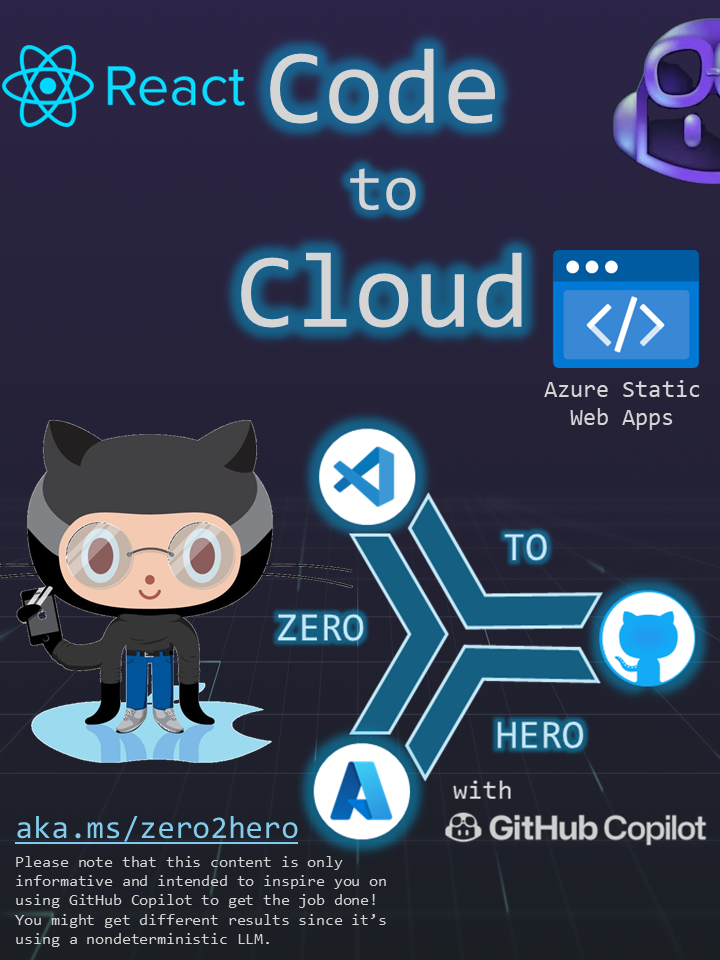 React
Code
to
Cloud
</>
Azure Static
Web Apps
TO
ZERO
HERO
with
GitHub Copilot
aka.ms/zero2hero
Please note that this content is only
informative and intended to inspire you on
using GitHub Copilot to get the job done!
You might get different results since it’s
using a nondeterministic LLM.